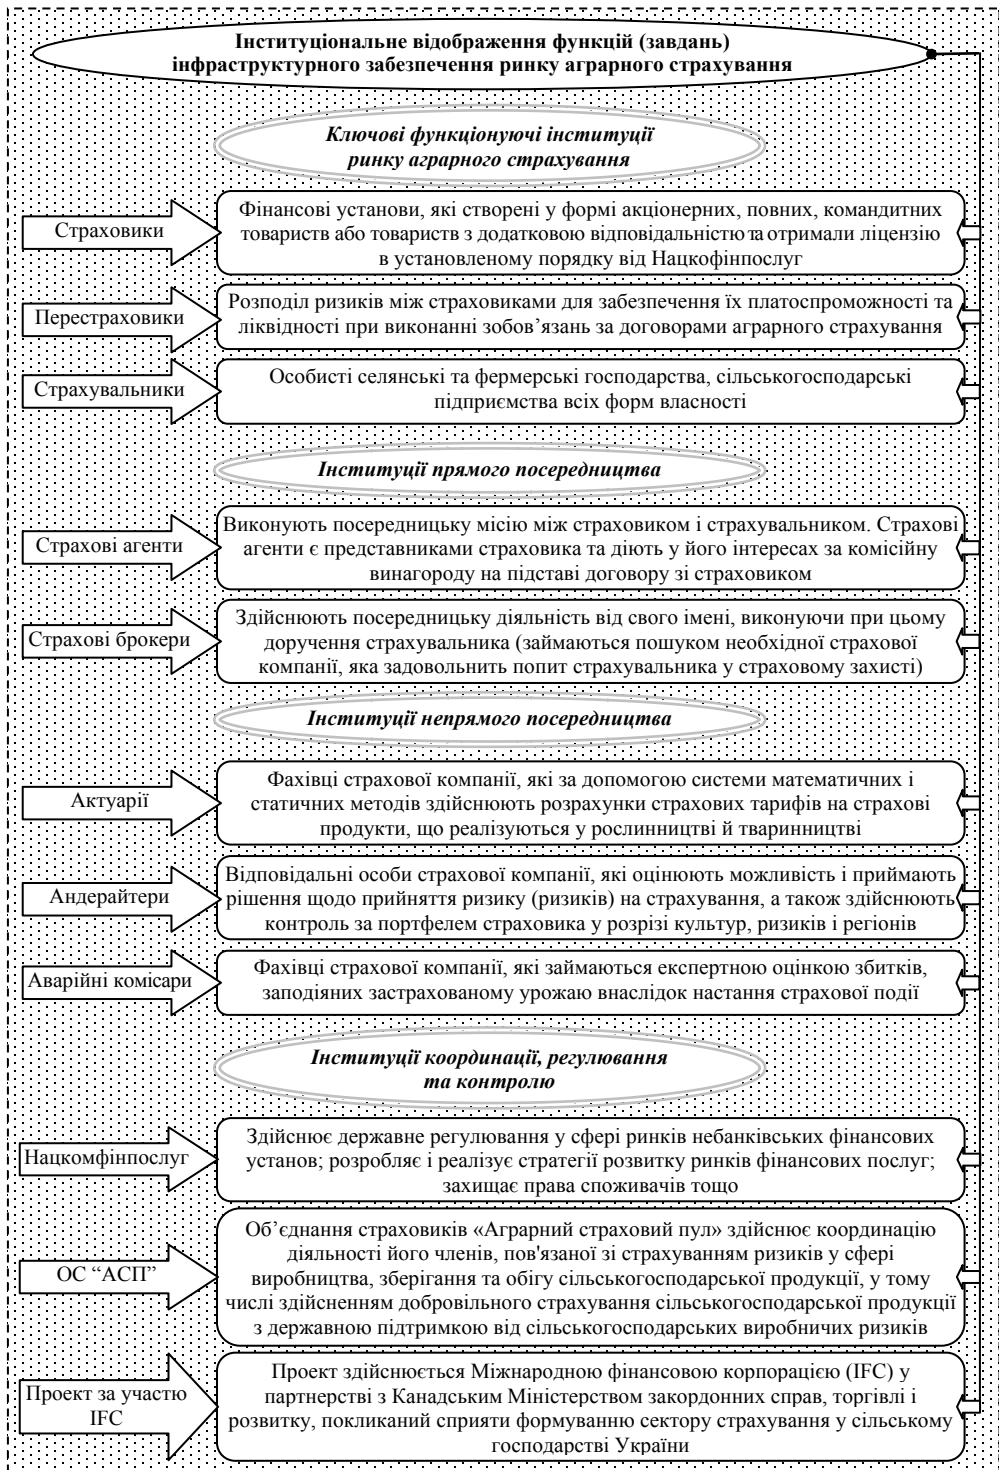 Інституціональне відображення функцій (завдань)
інфраструктурного забезпечення ринку аграрного страхування
Ключові функціонуючі інституції
ринку аграрного страхування
Страховики
Фінансові установи, які створені у формі акціонерних, повних, командитних
товариств або товариств з додатковою відповідальністю та отримали ліцензію
в установленому порядку від Нацкофінпослуг
Перестраховики
Розподіл ризиків між страховиками для забезпечення їх платоспроможності та
ліквідності при виконанні зобов’язань за договорами аграрного страхування
Страхувальники
Особисті селянські та фермерські господарства, сільськогосподарські
підприємства всіх форм власності
Інституції прямого посередництва
Страхові агенти
Виконують посередницьку місію між страховиком і страхувальником. Страхові
агенти є представниками страховика та діють у його інтересах за комісійну
винагороду на підставі договору зі страховиком
Страхові брокери
Здійснюють посередницьку діяльність від свого імені, виконуючи при цьому
доручення страхувальника (займаються пошуком необхідної страхової
компанії, яка задовольнить попит страхувальника у страховому захисті)
Інституції непрямого посередництва
Актуарії
Фахівці страхової компанії, які за допомогою системи математичних і
статичних методів здійснюють розрахунки страхових тарифів на страхові
продукти, що реалізуються у рослинництві й тваринництві
Андерайтери
Відповідальні особи страхової компанії, які оцінюють можливість і приймають
рішення щодо прийняття ризику (ризиків) на страхування, а також здійснюють
контроль за портфелем страховика у розрізі культур, ризиків і регіонів
Аварійні комісари
Фахівці страхової компанії, які займаються експертною оцінкою збитків,
заподіяних застрахованому урожаю внаслідок настання страхової події
Інституції координації, регулювання
та контролю
Нацкомфінпослуг
Здійснює державне регулювання у сфері ринків небанківських фінансових
установ; розробляє і реалізує стратегії розвитку ринків фінансових послуг;
захищає права споживачів тощо
ОС “АСП”
Об’єднання страховиків «Аграрний страховий пул» здійснює координацію
діяльності його членів, пов'язаної зі страхуванням ризиків у сфері
виробництва, зберігання та обігу сільськогосподарської продукції, у тому
числі здійсненням добровільного страхування сільськогосподарської продукції
з державною підтримкою від сільськогосподарських виробничих ризиків
Проект за участю
IFC
Проект здійснюється Міжнародною фінансовою корпорацією (IFC) у
партнерстві з Канадським Міністерством закордонних справ, торгівлі і
розвитку, покликаний сприяти формуванню сектору страхування у сільському
господарстві України